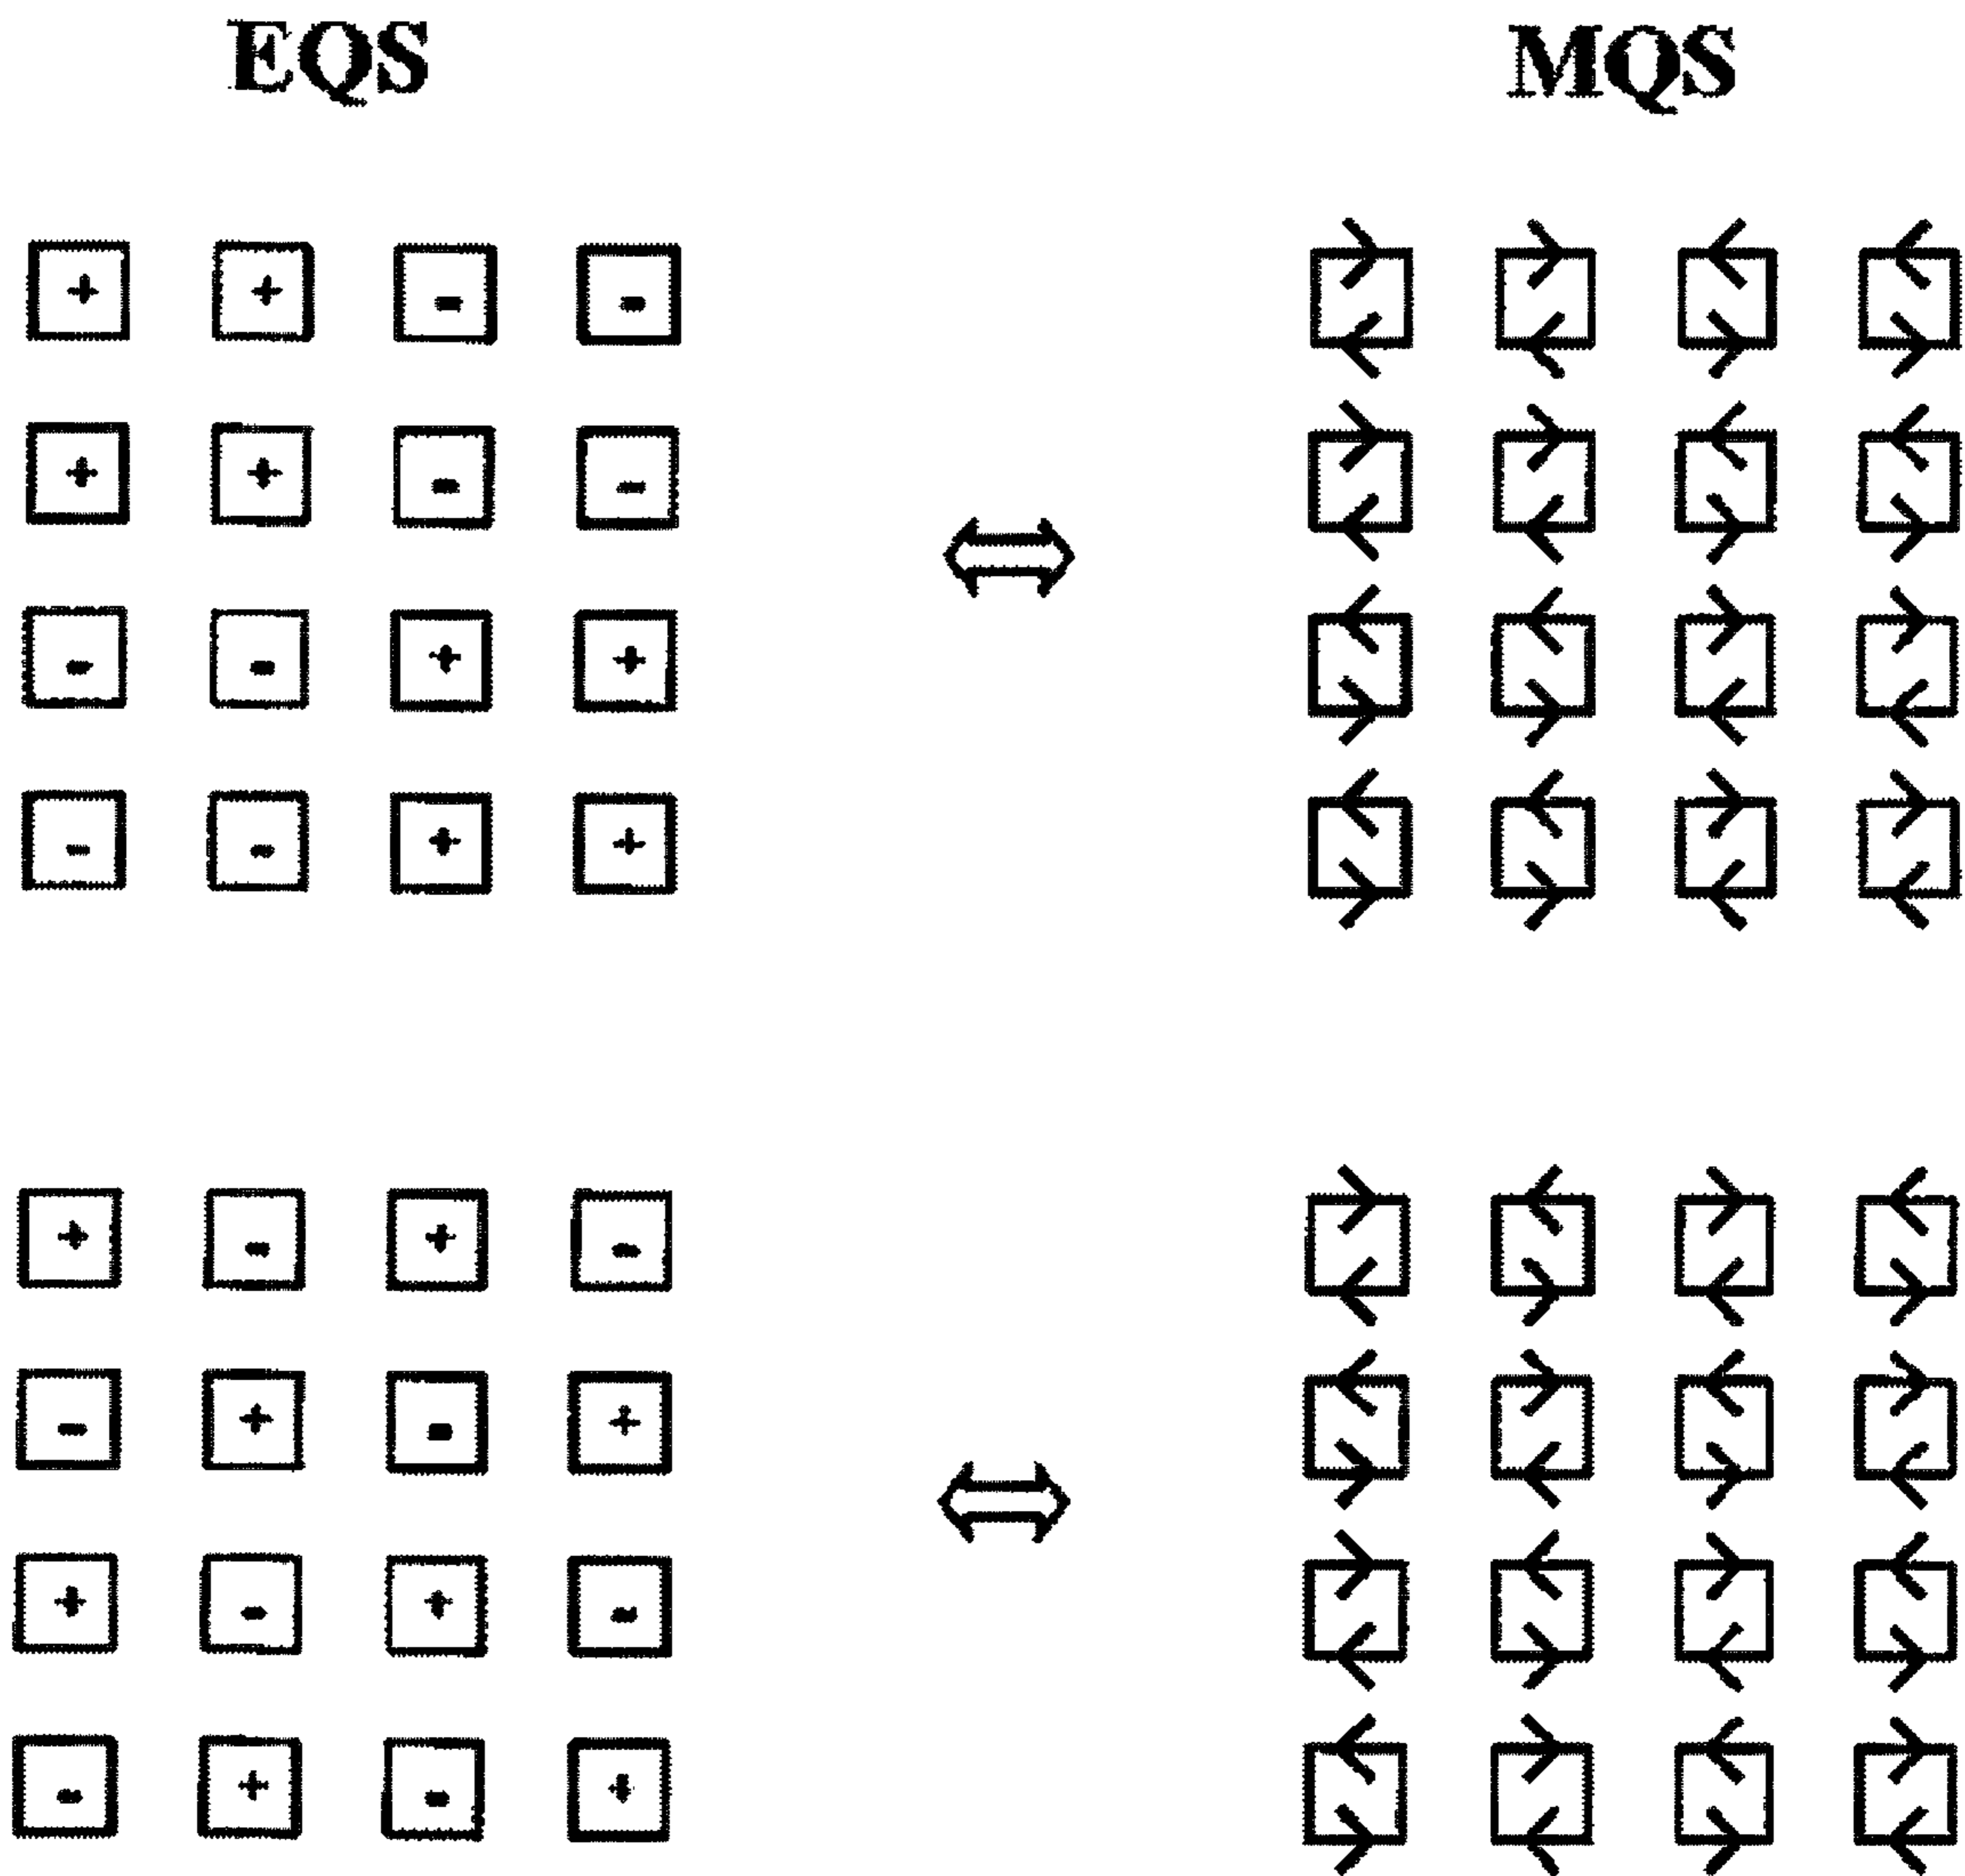 EQS MQS
+ + - -
+ + - -
- - + +
- - + +
+ - + -
- + - +
+ - + -
- + - +